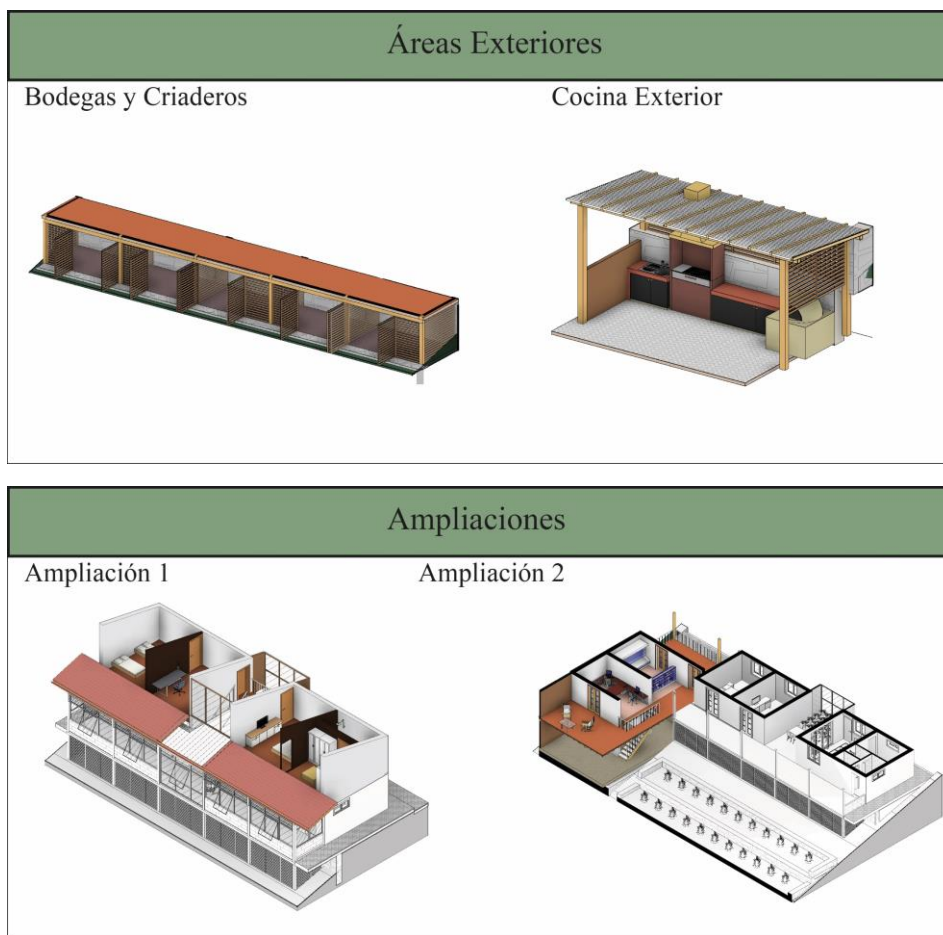 Áreas Exteriores
Bodegas y Criaderos
Cocina Exterior
Ampliaciones
Ampliación 1
Ampliación 2